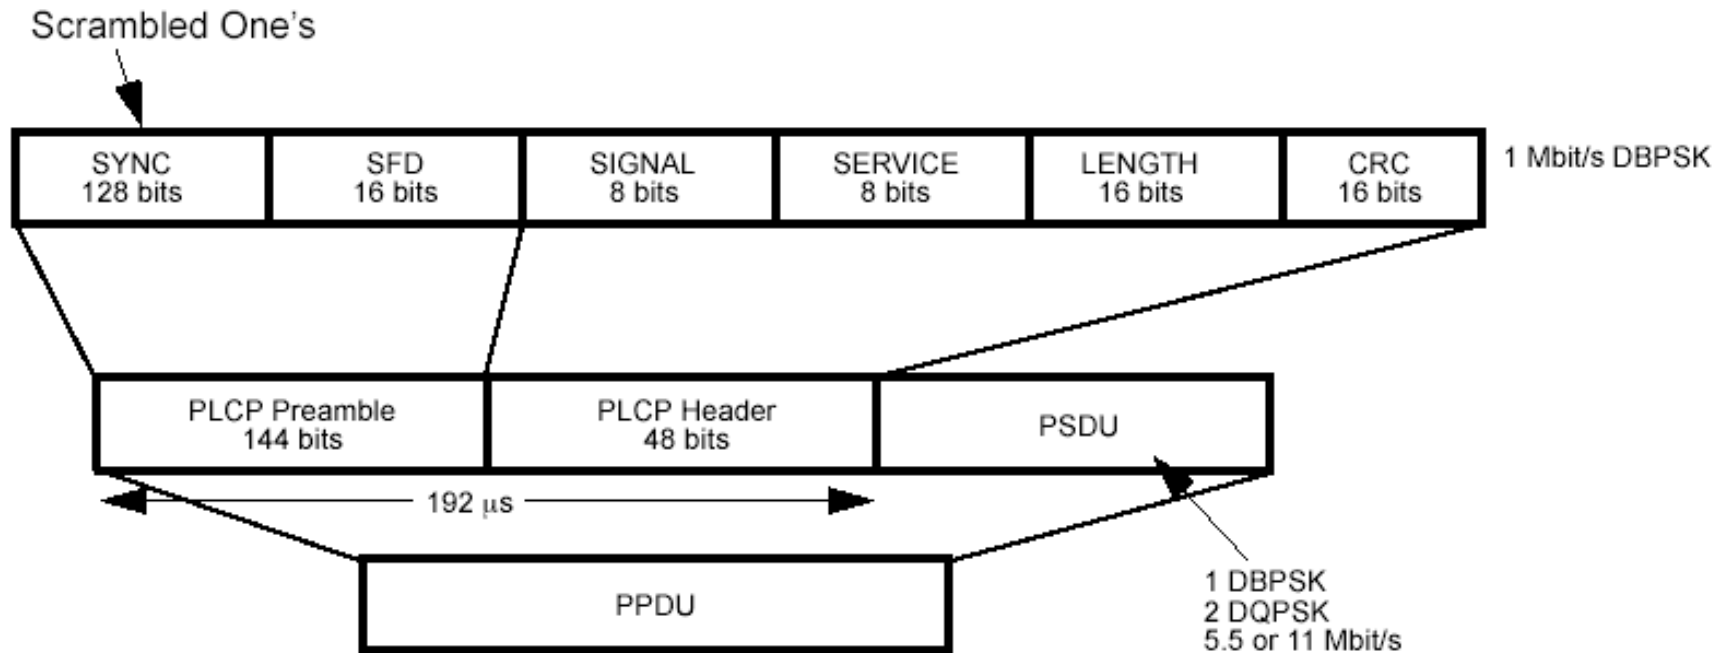 Scrambled One's
SYNC
128 bits
SFD
16 bits
SIGNAL
8 bits
SERVICE
8 bits
LENGTH
16 bits
CRC
16 bits
1 Mbit/s DBPSK
PLCP Preamble
144 bits
PLCP Header
48 bits
PSDU
192 μs
PPDU
1 DBPSK
2 DQPSK
5.5 or 11 Mbit/s